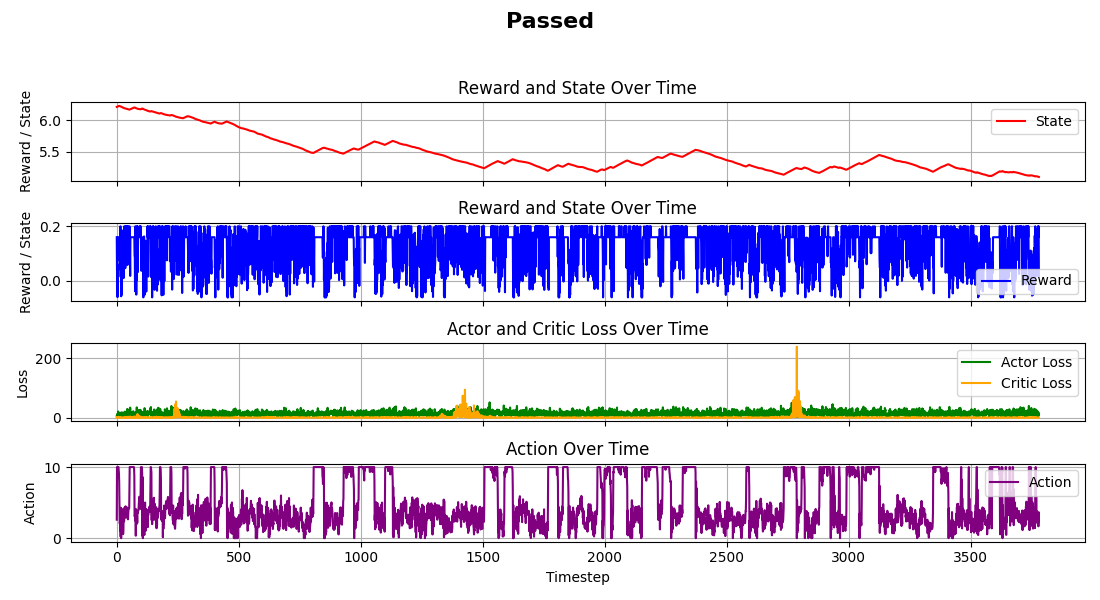 Passed
Reward and State Over Time
Reward / State
6.0
5.5
State
Reward and State Over Time
Reward / State
0.2
0.0
Reward
Actor and Critic Loss Over Time
Loss
200
0
Actor Loss
Critic Loss
Action Over Time
Action
10
0
Action
0 500 1000 1500 2000 2500 3000 3500
Timestep